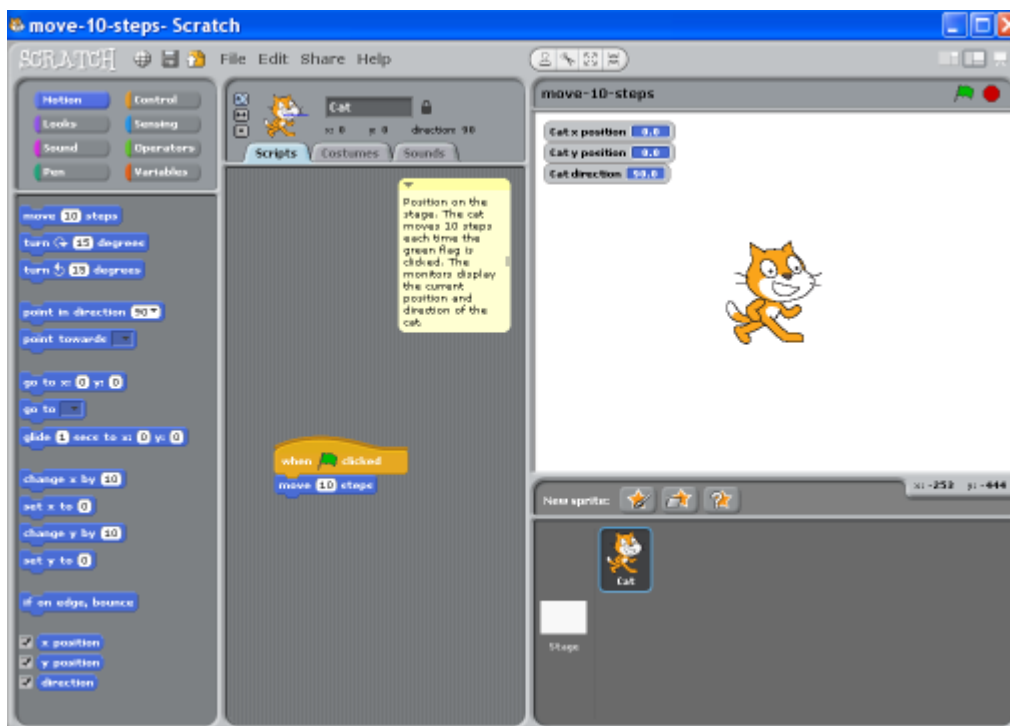 move-10-steps- Scratch
SCRATCH File Edit Share Help
Motion Control
Looks Sensing
Sound Operators
Pen Variables
move 10 steps
turn 15 degrees
turn 15 degrees
point in direction 90
point towards
go to x: 0 y: 0
go to
glide 1 secs to x: 0 y: 0
change x by 10
set x to 0
change y by 10
set y to 0
if on edge, bounce
x position
y position
direction
Cat
x: 0 y: 0 direction: 90
Scripts Costumes Sounds
Position on the
stage. The cat
moves 10 steps
each time the
green flag is
clicked. The
monitors display
the current
position and
direction of the
cat.
when clicked
move 10 steps
move-10-steps
Cat x position 0.0
Cat y position 0.0
Cat direction 90.0
x: -253 y: -444
New sprite:
Cat
Stage